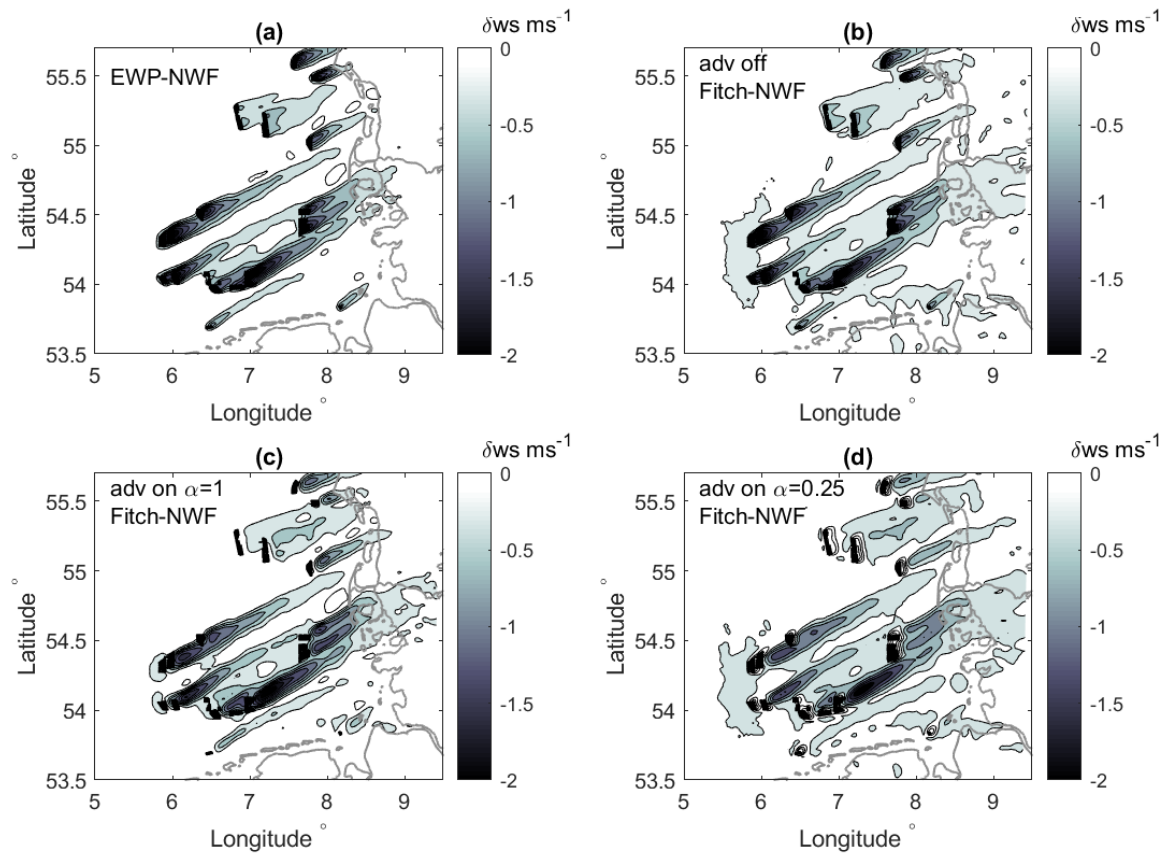 (a)
δws ms⁻¹
EWP-NWF
Latitude °
55.5
55
54.5
54
53.5
5 6 7 8 9
Longitude °
0
-0.5
-1
-1.5
-2
(b)
δws ms⁻¹
adv off
Fitch-NWF
Latitude °
55.5
55
54.5
54
53.5
5 6 7 8 9
Longitude °
0
-0.5
-1
-1.5
-2
(c)
δws ms⁻¹
adv on α=1
Fitch-NWF
Latitude °
55.5
55
54.5
54
53.5
5 6 7 8 9
Longitude °
0
-0.5
-1
-1.5
-2
(d)
δws ms⁻¹
adv on α=0.25
Fitch-NWF
Latitude °
55.5
55
54.5
54
53.5
5 6 7 8 9
Longitude °
0
-0.5
-1
-1.5
-2